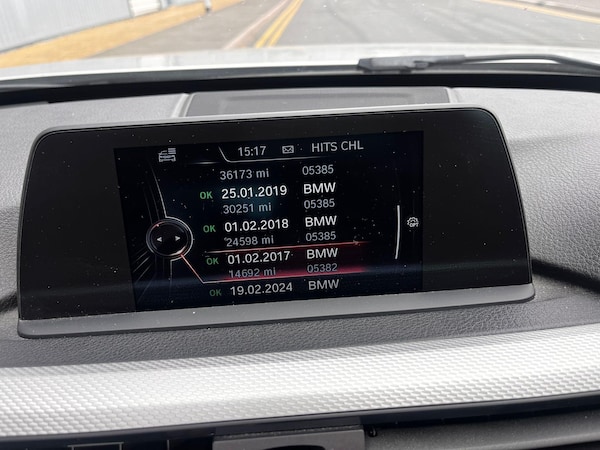 15:17 HITS CHL
36173 mi 05385
OK 25.01.2019 BMW
30251 mi 05385
OK 01.02.2018 BMW
24598 mi 05385
OK 01.02.2017 BMW
14692 mi 05382
OK 19.02.2024 BMW
OPT